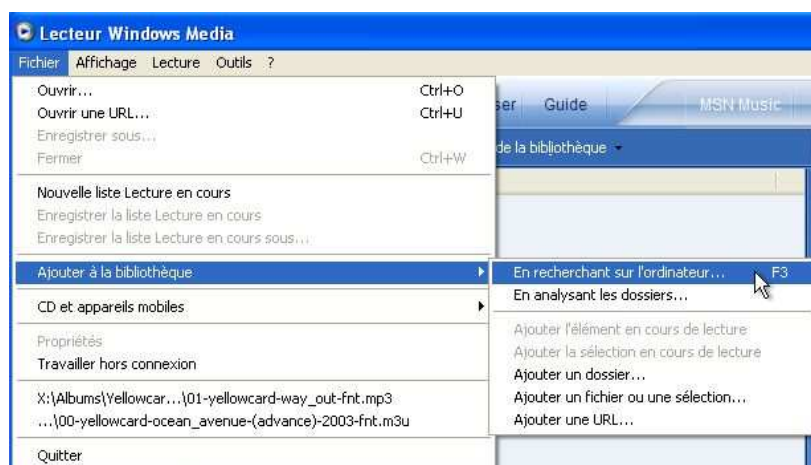 Lecteur Windows Media
Fichier Affichage Lecture Outils ?
Ouvrir... Ctrl+O
Ouvrir une URL... Ctrl+U
Enregistrer sous...
Fermer Ctrl+W
ser Guide MSN Music
de la bibliothèque
Nouvelle liste Lecture en cours
Enregistrer la liste Lecture en cours
Enregistrer la liste Lecture en cours sous...
Ajouter à la bibliothèque
CD et appareils mobiles
Propriétés
Travailler hors connexion
X:\Albums\Yellowcar...\01-yellowcard-way_out-fnt.mp3
...\00-yellowcard-ocean_avenue-(advance)-2003-fnt.m3u
Quitter
En recherchant sur l'ordinateur... F3
En analysant les dossiers...
Ajouter l'élément en cours de lecture
Ajouter la sélection en cours de lecture
Ajouter un dossier...
Ajouter un fichier ou une sélection...
Ajouter une URL...